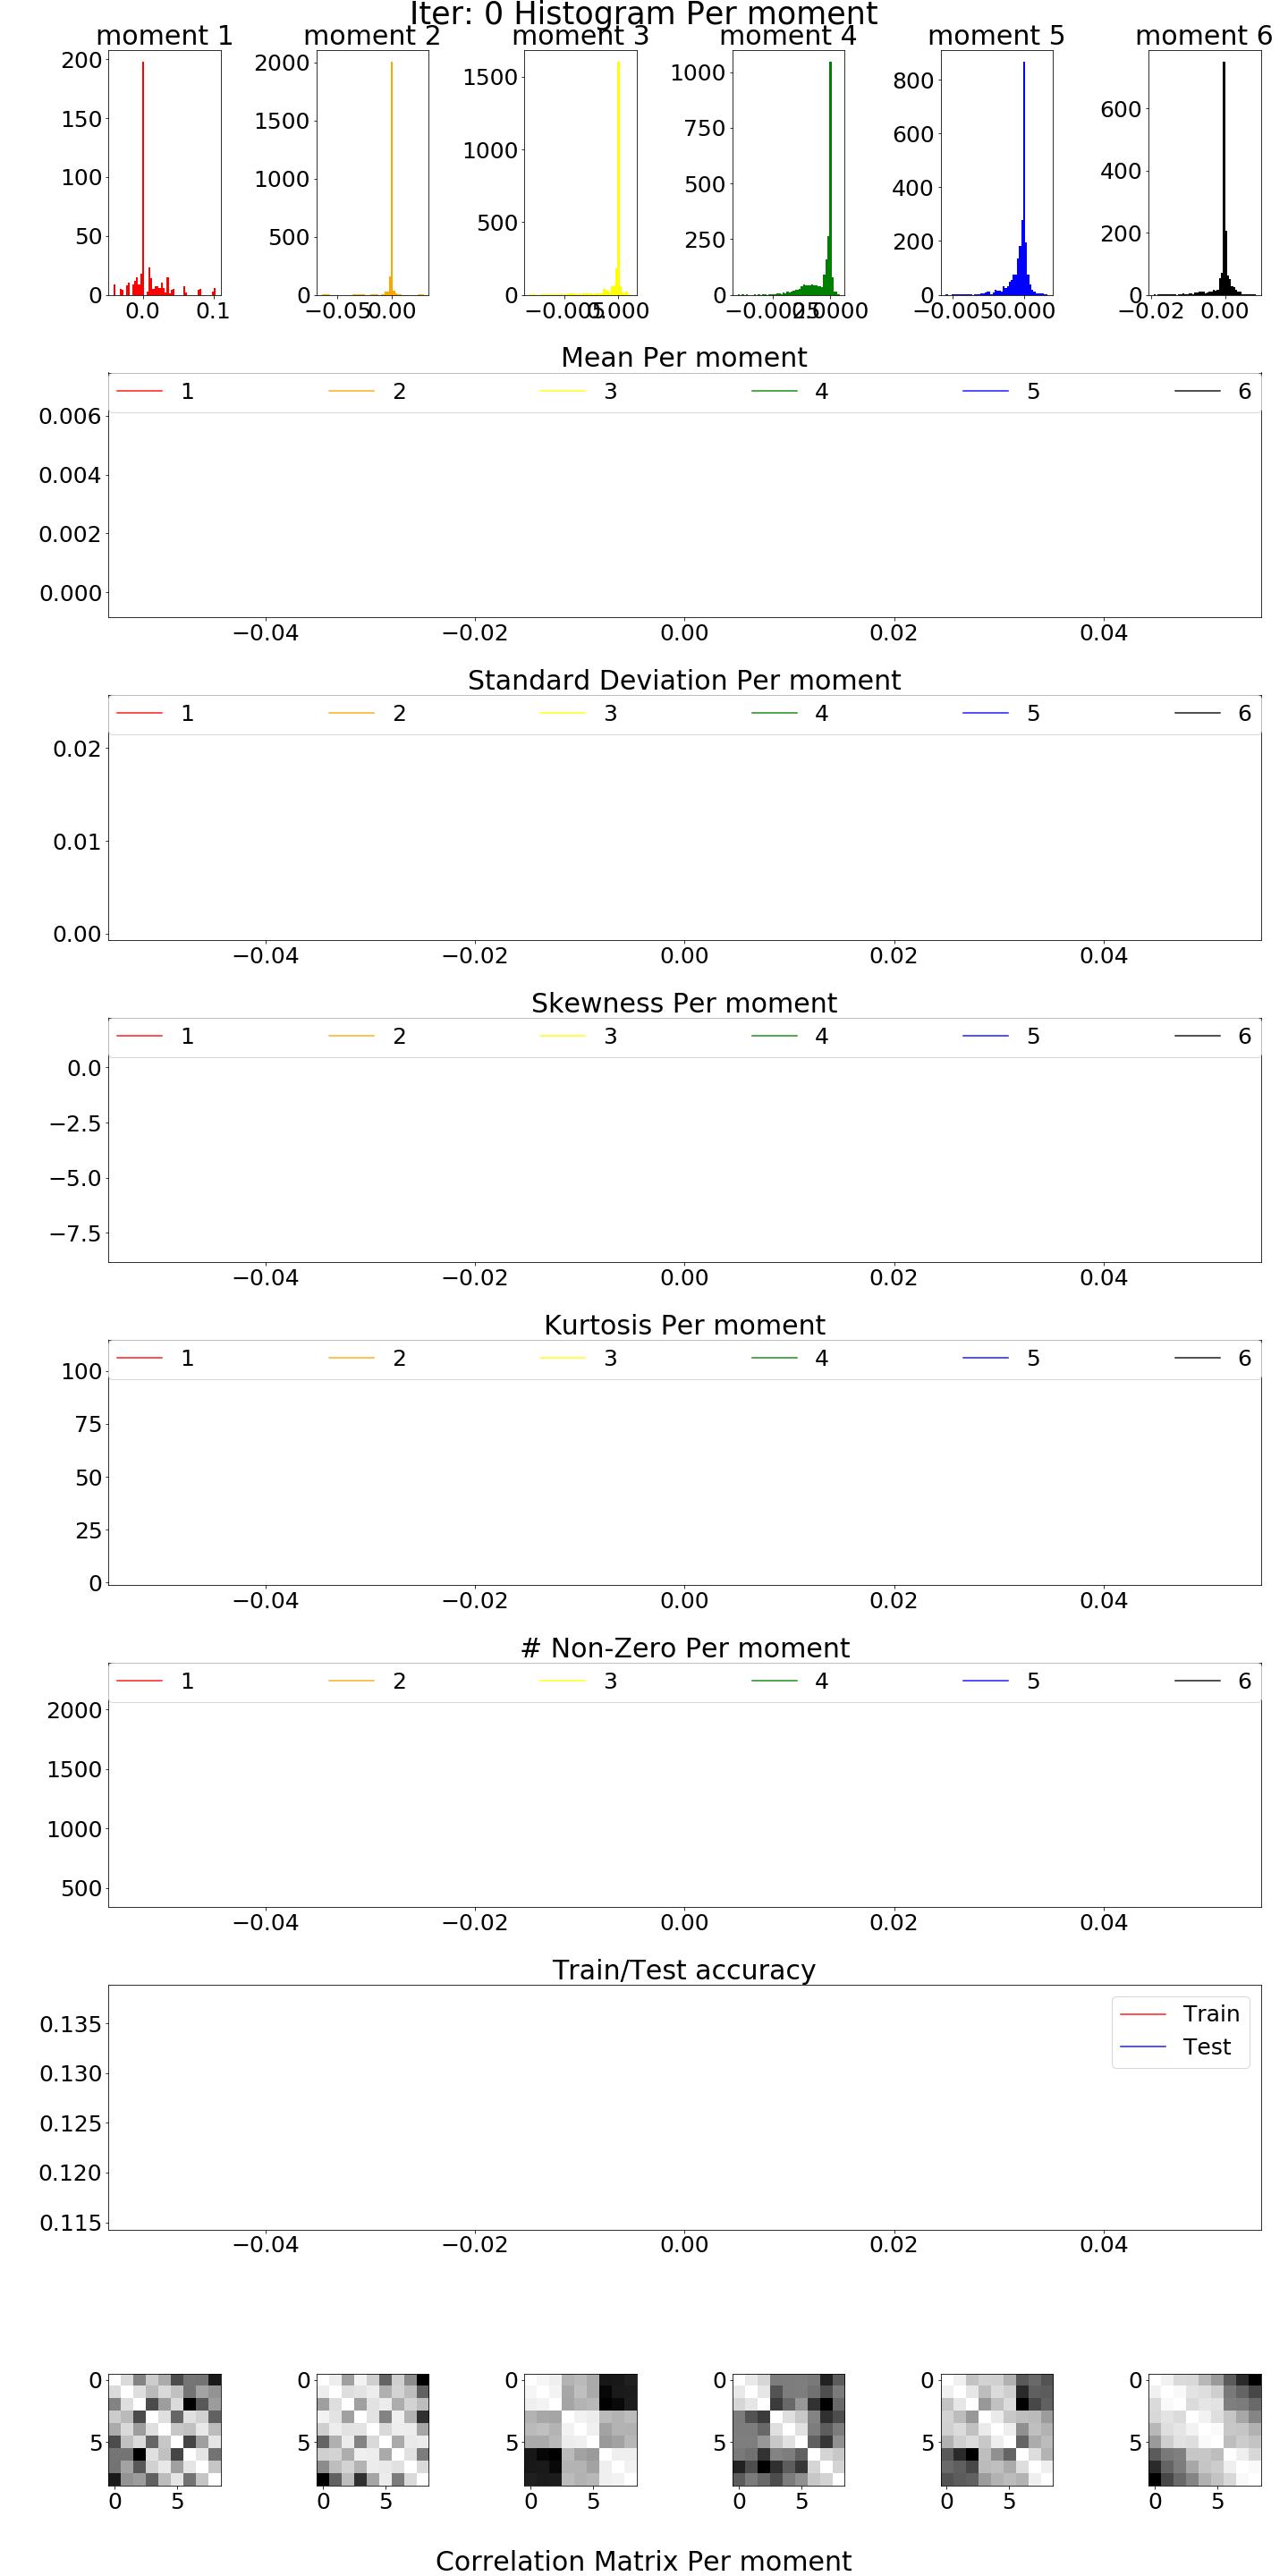 Iter: 0 Histogram Per moment
moment 1 moment 2 moment 3 moment 4 moment 5 moment 6
200 2000 1500 1000 800 600
150 1500 1000 750 600 400
100 1000 500 500 400 200
50 500 0 250 200 0
0 0 0 0
0.0 0.1 −0.05 0.00 −0.005 0.000 −0.0025 0.0000 −0.005 0.000 −0.02 0.00
Mean Per moment
1 2 3 4 5 6
0.006
0.004
0.002
0.000
−0.04 −0.02 0.00 0.02 0.04
Standard Deviation Per moment
1 2 3 4 5 6
0.02
0.01
0.00
−0.04 −0.02 0.00 0.02 0.04
Skewness Per moment
1 2 3 4 5 6
0.0
−2.5
−5.0
−7.5
−0.04 −0.02 0.00 0.02 0.04
Kurtosis Per moment
1 2 3 4 5 6
100
75
50
25
0
−0.04 −0.02 0.00 0.02 0.04
# Non-Zero Per moment
1 2 3 4 5 6
2000
1500
1000
500
−0.04 −0.02 0.00 0.02 0.04
Train/Test accuracy
Train
Test
0.135
0.130
0.125
0.120
0.115
−0.04 −0.02 0.00 0.02 0.04
0 0 0 0 0 0
5 5 5 5 5 5
0 5 0 5 0 5 0 5 0 5 0 5
Correlation Matrix Per moment